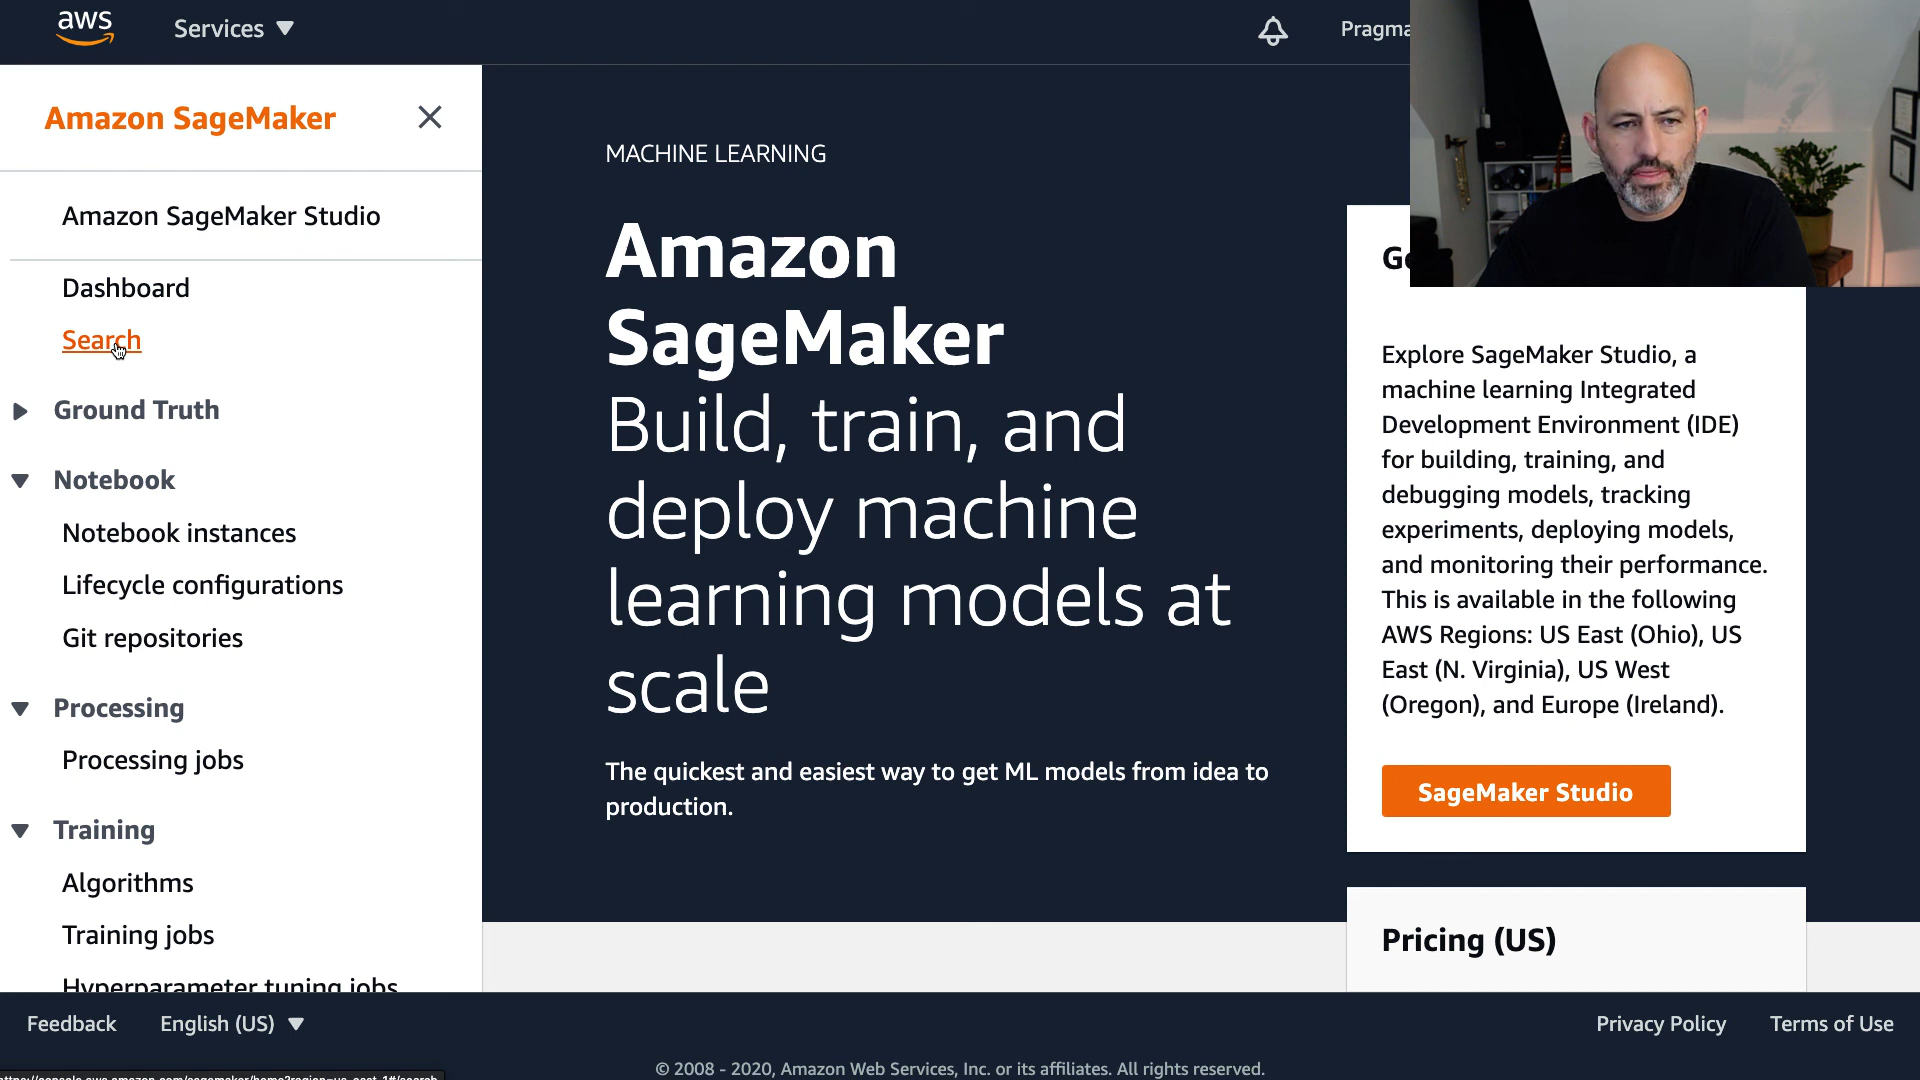 aws
Services
Pragma
Amazon SageMaker
Amazon SageMaker Studio
Dashboard
Search
Ground Truth
Notebook
Notebook instances
Lifecycle configurations
Git repositories
Processing
Processing jobs
Training
Algorithms
Training jobs
Hyperparameter tuning jobs
MACHINE LEARNING
Amazon
SageMaker
Build, train, and
deploy machine
learning models at
scale
The quickest and easiest way to get ML models from idea to
production.
Explore SageMaker Studio, a
machine learning Integrated
Development Environment (IDE)
for building, training, and
debugging models, tracking
experiments, deploying models,
and monitoring their performance.
This is available in the following
AWS Regions: US East (Ohio), US
East (N. Virginia), US West
(Oregon), and Europe (Ireland).
SageMaker Studio
Pricing (US)
Feedback
English (US)
Privacy Policy
Terms of Use
© 2008 - 2020, Amazon Web Services, Inc. or its affiliates. All rights reserved.